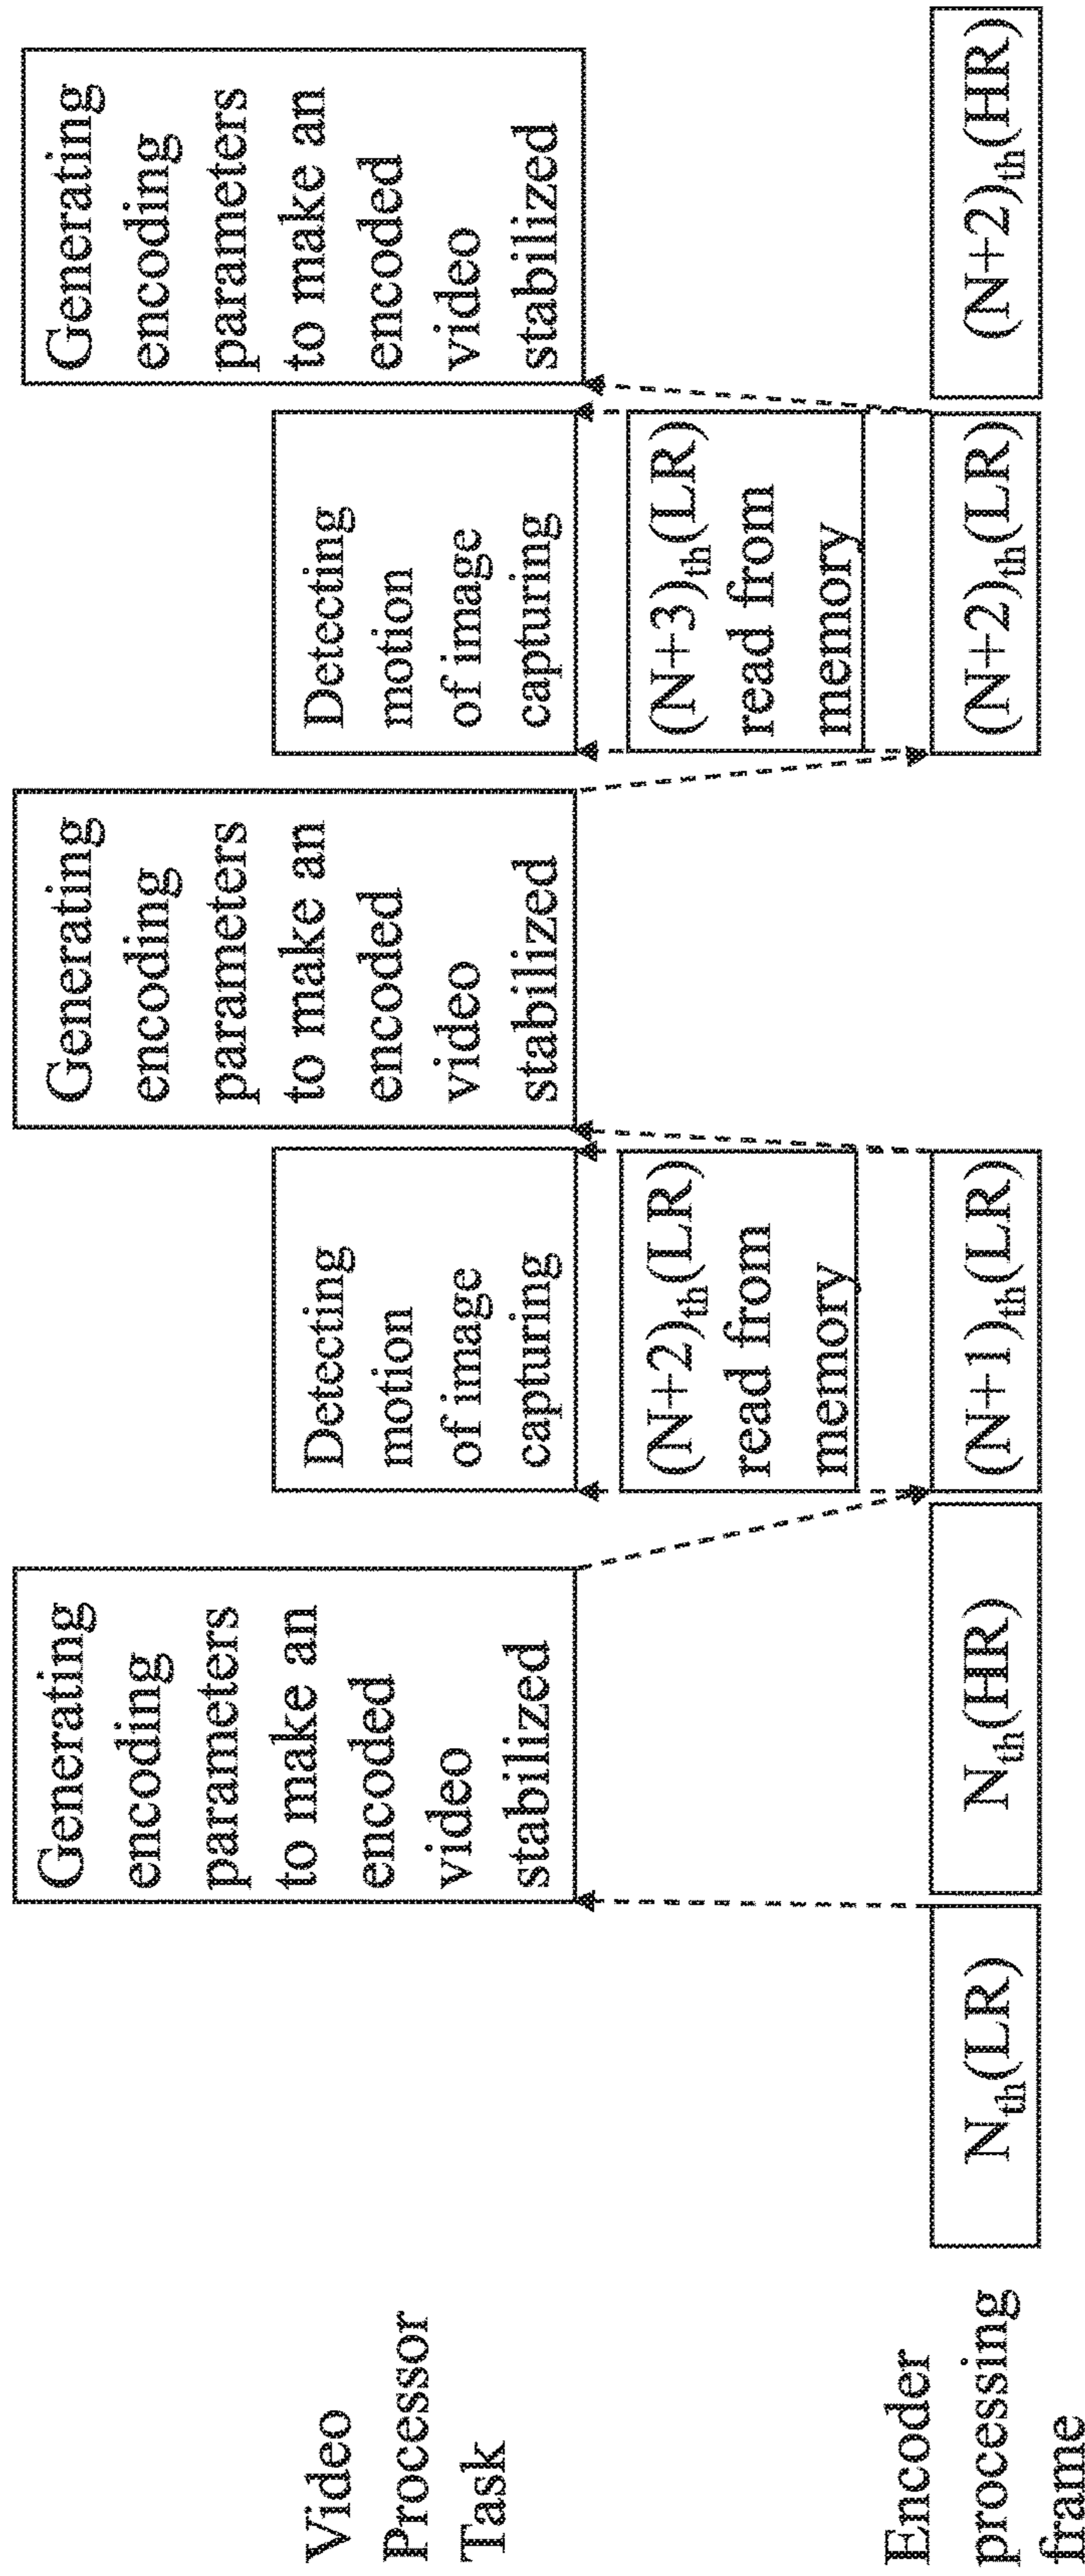 Video
Processor
Task
Generating
encoding
parameters
to make an
encoded
video
stabilized
Detecting
motion
of image
capturing
Generating
encoding
parameters
to make an
encoded
video
stabilized
Detecting
motion
of image
capturing
Generating
encoding
parameters
to make an
encoded
video
stabilized
(N+2)th(LR)
read from
memory
(N+3)th(LR)
read from
memory
Encoder
processing
frame
Nth(LR)
Nth(HR)
(N+1)th(LR)
(N+2)th(LR)
(N+2)th(HR)